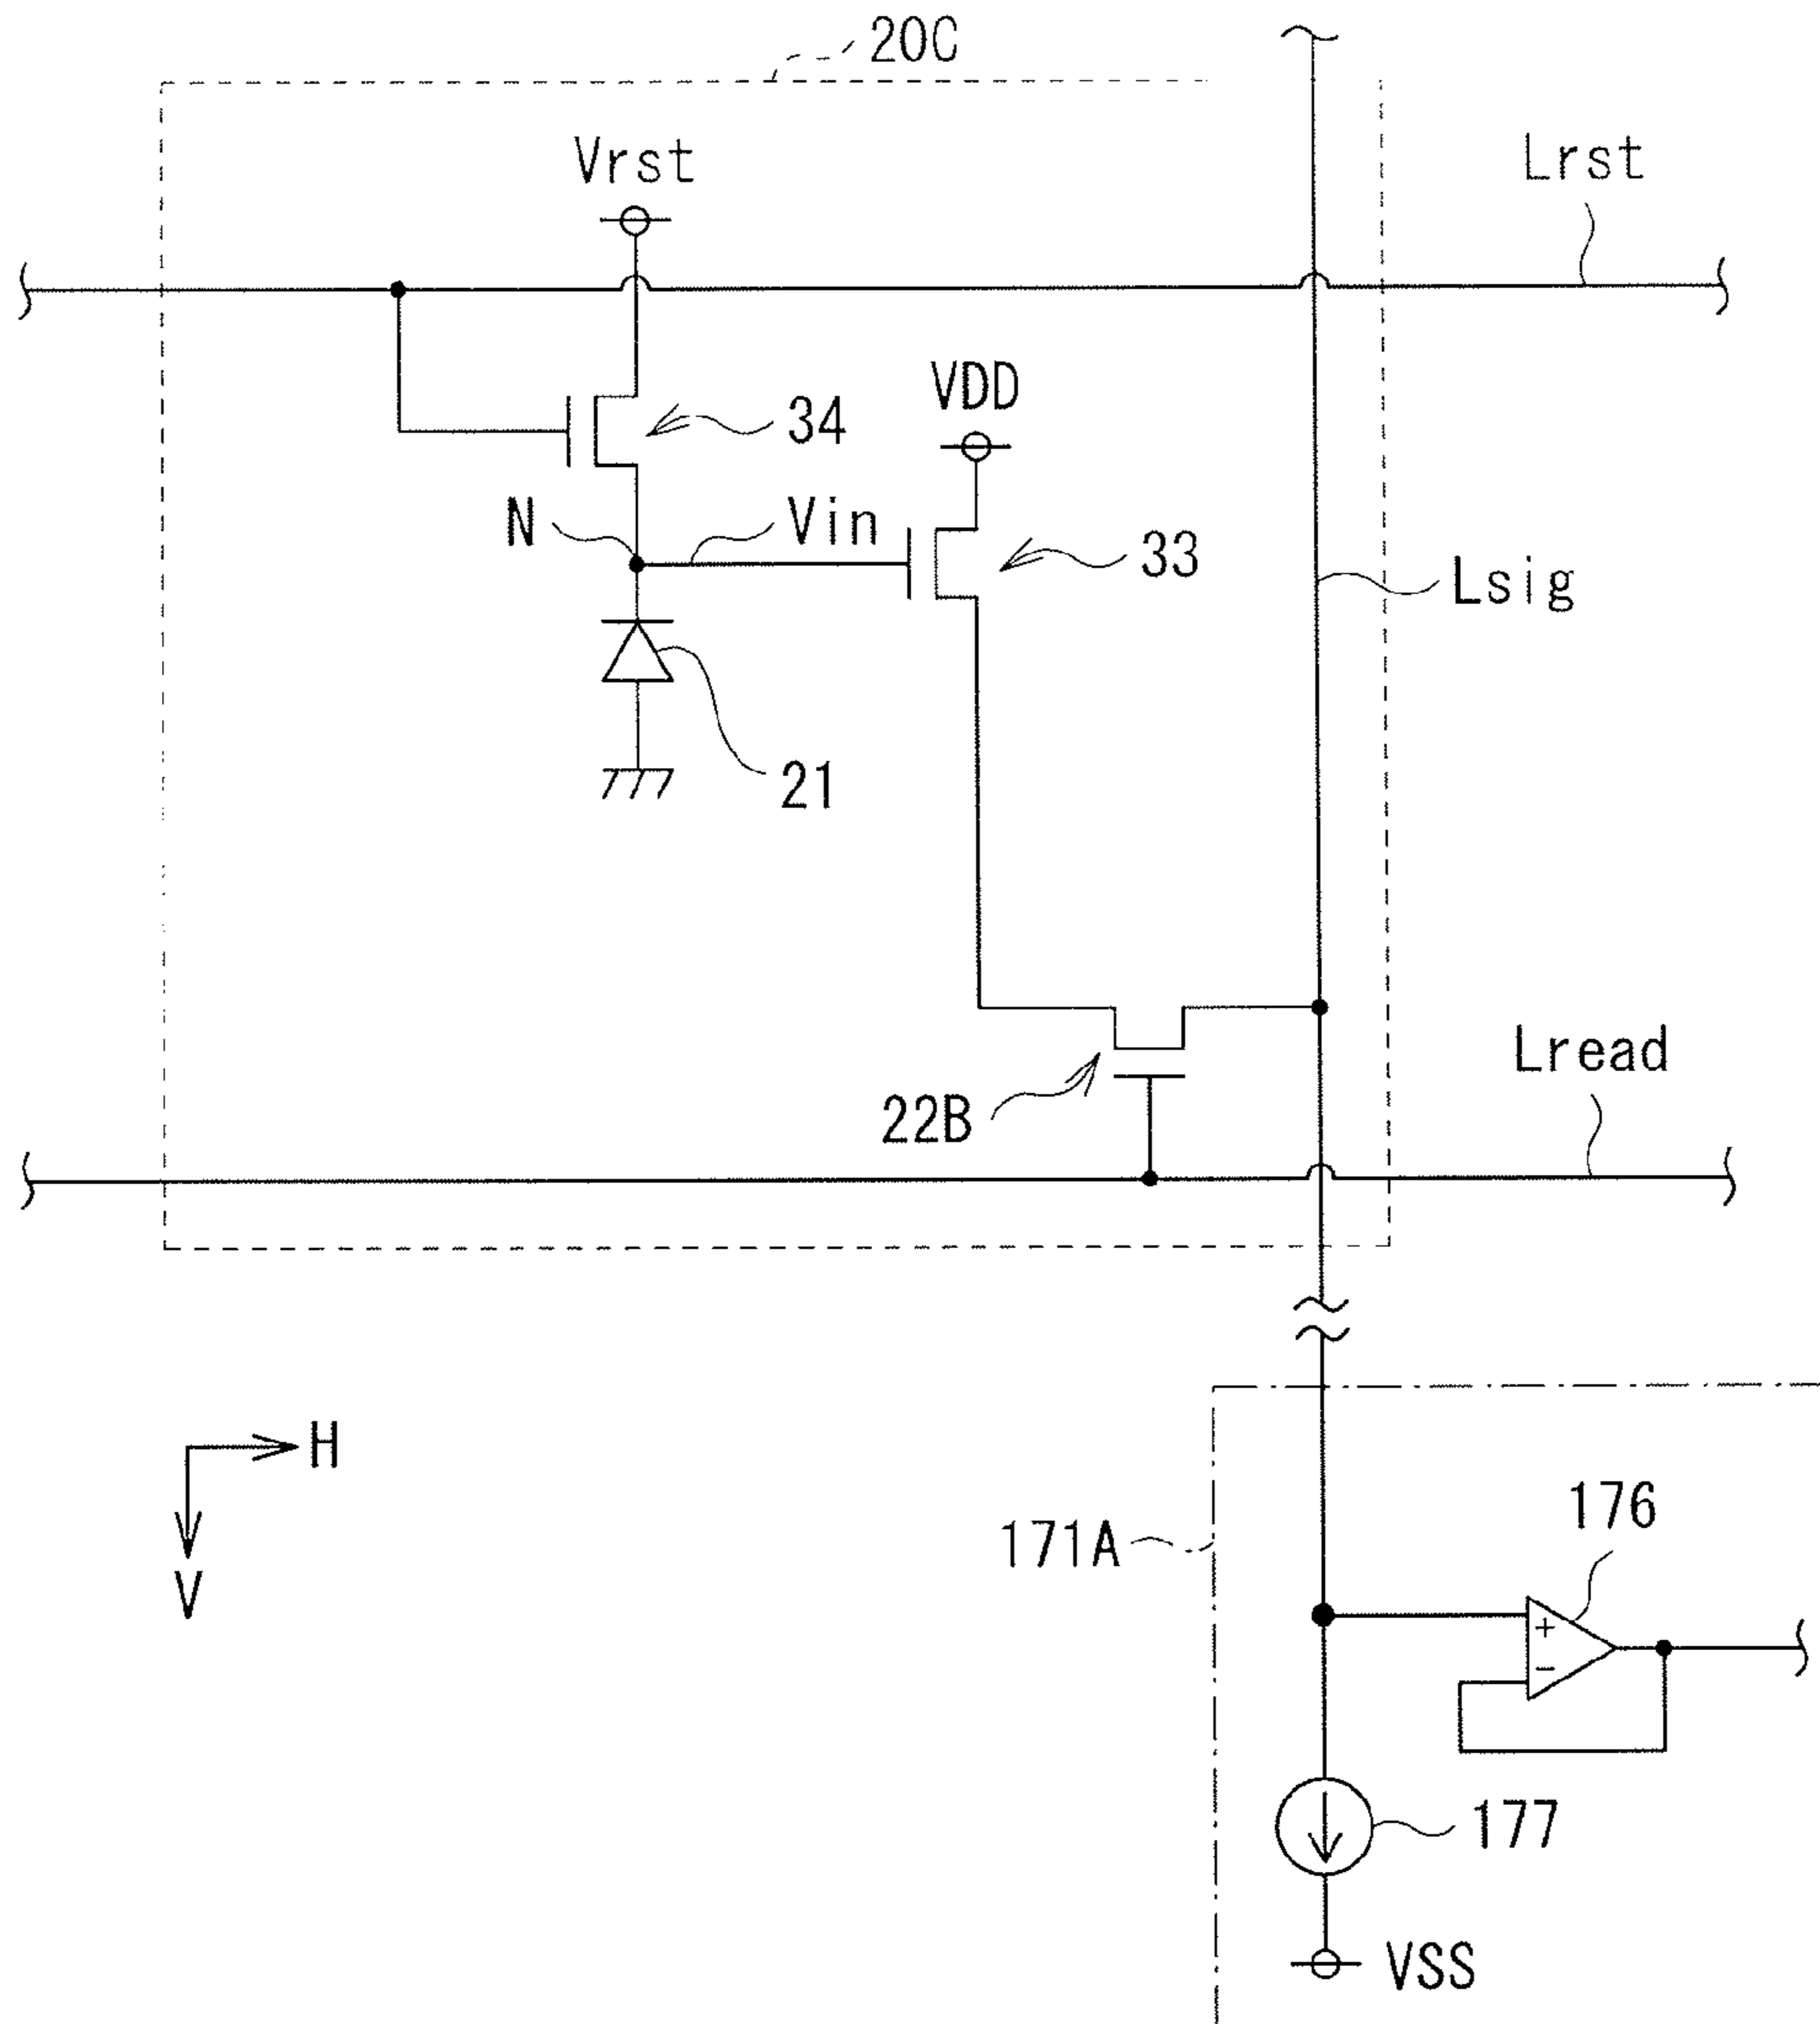 20C
Vrst
Lrst
VDD
34
N
Vin
33
Lsig
21
Lread
22B
H
V
171A
176
+
−
177
VSS